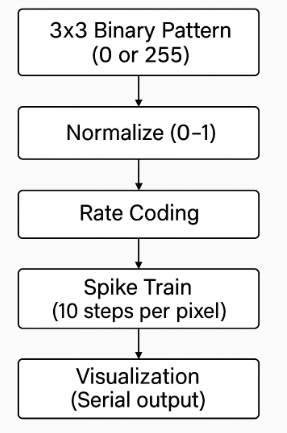 3x3 Binary Pattern
(0 or 255)
Normalize (0–1)
Rate Coding
Spike Train
(10 steps per pixel)
Visualization
(Serial output)